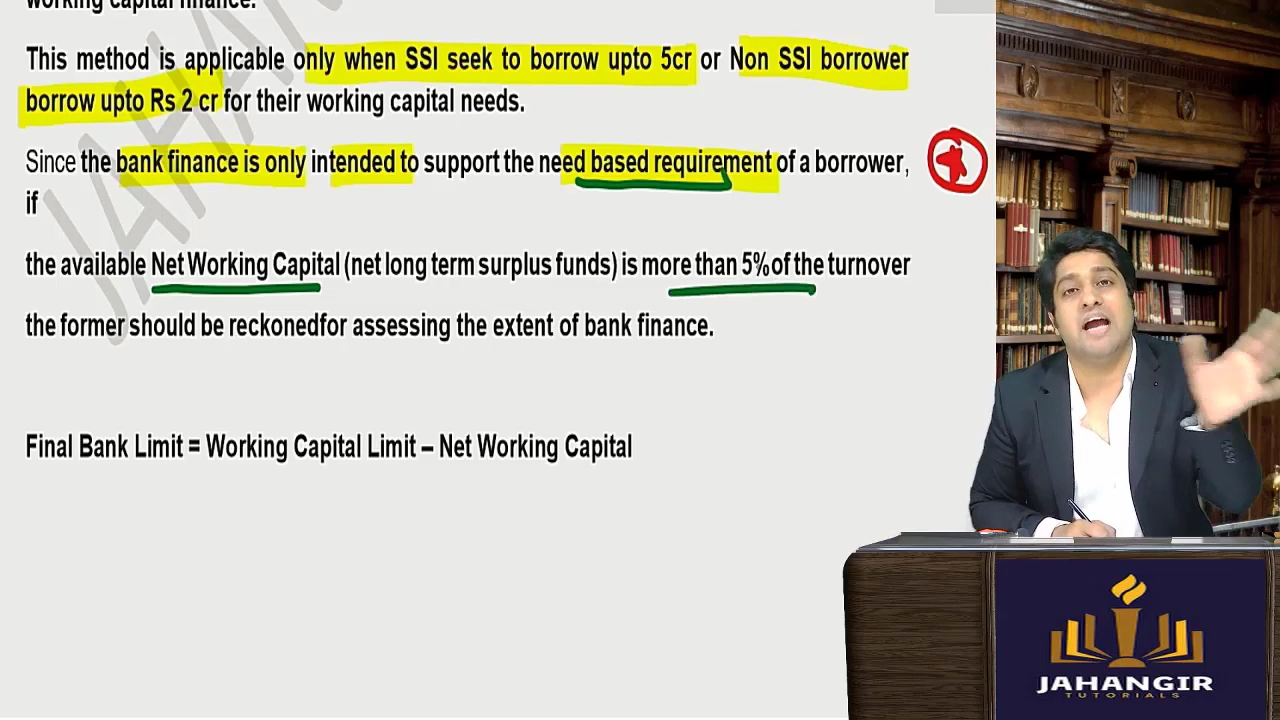 working capital finance.
This method is applicable only when SSI seek to borrow upto 5cr or Non SSI borrower
borrow upto Rs 2 cr for their working capital needs.
Since the bank finance is only intended to support the need based requirement of a borrower,
if
the available Net Working Capital (net long term surplus funds) is more than 5%of the turnover
the former should be reckonedfor assessing the extent of bank finance.
Final Bank Limit = Working Capital Limit – Net Working Capital
JAHANGIR
TUTORIALS